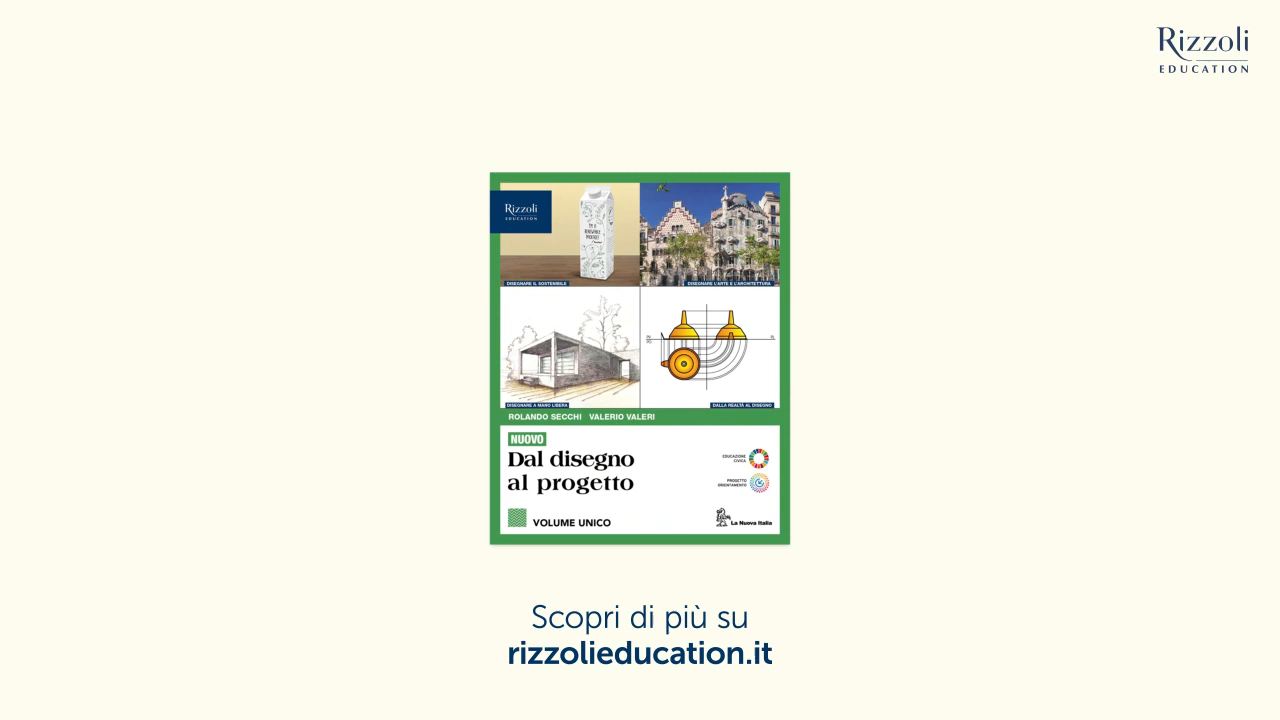 Rizzoli
EDUCATION
Rizzoli
EDUCATION
I'M A
RENEWABLE
PACKAGE
DISEGNARE IL SOSTENIBILE
DISEGNARE L'ARTE E L'ARCHITETTURA
DISEGNARE A MANO LIBERA
DALLA REALTÀ AL DISEGNO
ROLANDO SECCHI VALERIO VALERI
NUOVO
Dal disegno
al progetto
EDUCAZIONE
CIVICA
PROGETTO
ORIENTAMENTO
VOLUME UNICO
La Nuova Italia
Scopri di più su
rizzolieducation.it